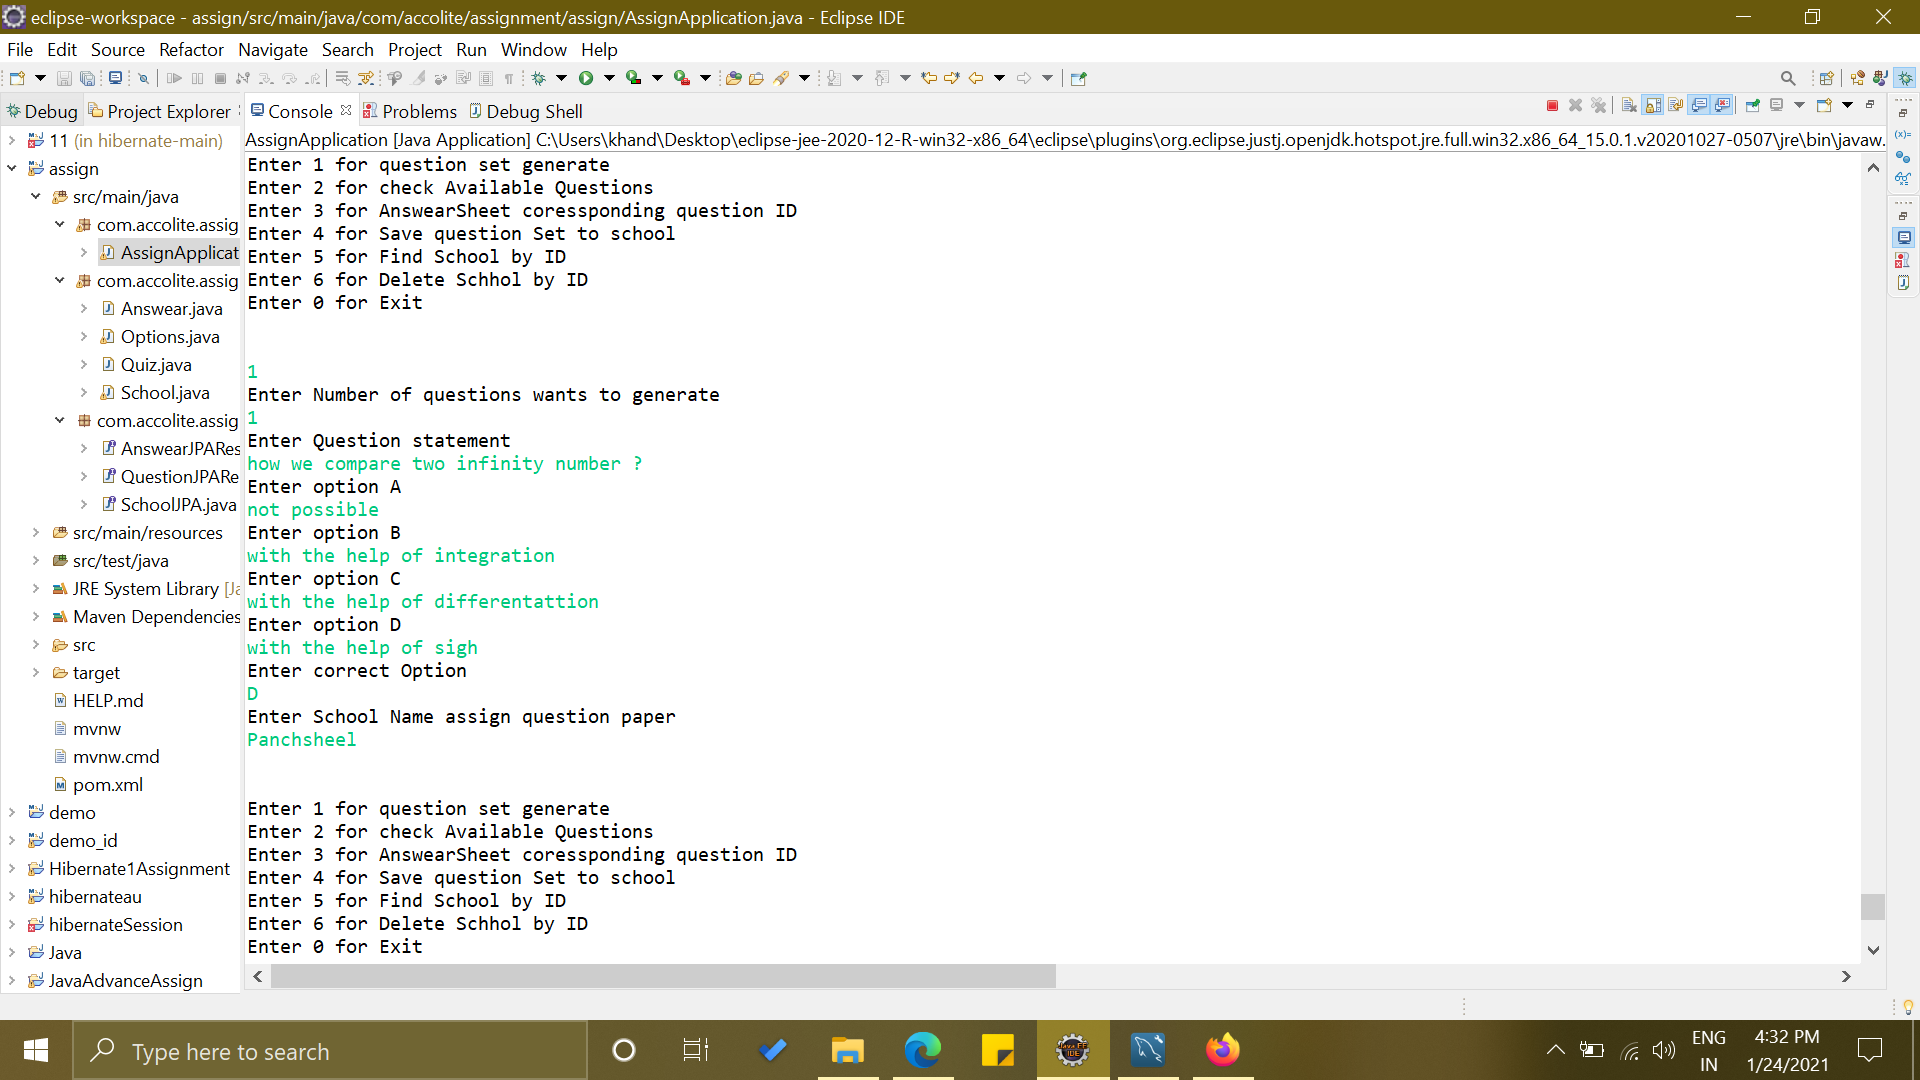 eclipse-workspace - assign/src/main/java/com/accolite/assignment/assign/AssignApplication.java - Eclipse IDE
File Edit Source Refactor Navigate Search Project Run Window Help
Debug Project Explorer Console Problems Debug Shell
AssignApplication [Java Application] C:\Users\khand\Desktop\eclipse-jee-2020-12-R-win32-x86_64\eclipse\plugins\org.eclipse.justj.openjdk.hotspot.jre.full.win32.x86_64_15.0.1.v20201027-0507\jre\bin\javaw.
11 (in hibernate-main)
assign
src/main/java
com.accolite.assig
AssignApplicat
com.accolite.assig
Answear.java
Options.java
Quiz.java
School.java
com.accolite.assig
AnswearJPARes
QuestionJPARe
SchoolJPA.java
src/main/resources
src/test/java
JRE System Library [Ja
Maven Dependencies
src
target
HELP.md
mvnw
mvnw.cmd
pom.xml
demo
demo_id
Hibernate1Assignment
hibernateau
hibernateSession
Java
JavaAdvanceAssign
Enter 1 for question set generate
Enter 2 for check Available Questions
Enter 3 for AnswearSheet coressponding question ID
Enter 4 for Save question Set to school
Enter 5 for Find School by ID
Enter 6 for Delete Schhol by ID
Enter 0 for Exit
1
Enter Number of questions wants to generate
1
Enter Question statement
how we compare two infinity number ?
Enter option A
not possible
Enter option B
with the help of integration
Enter option C
with the help of differentattion
Enter option D
with the help of sigh
Enter correct Option
D
Enter School Name assign question paper
Panchsheel
Enter 1 for question set generate
Enter 2 for check Available Questions
Enter 3 for AnswearSheet coressponding question ID
Enter 4 for Save question Set to school
Enter 5 for Find School by ID
Enter 6 for Delete Schhol by ID
Enter 0 for Exit
Type here to search
ENG
IN
4:32 PM
1/24/2021